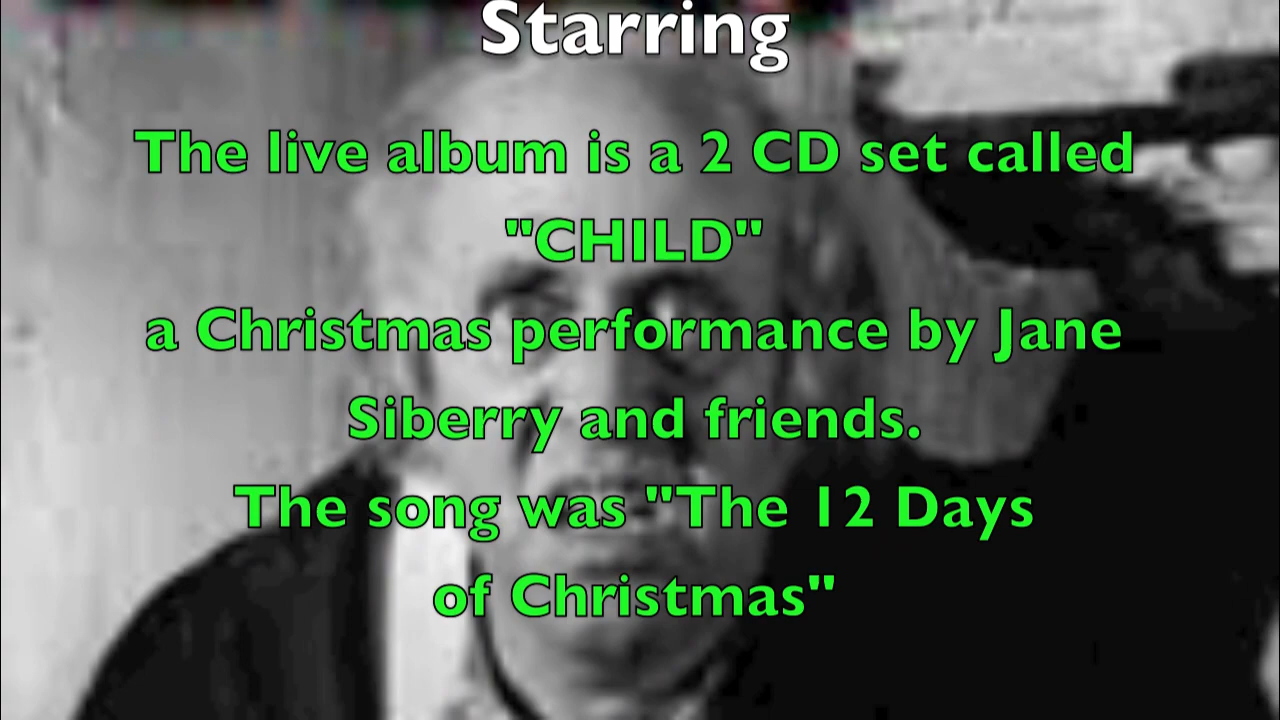 Starring
The live album is a 2 CD set called
"CHILD"
a Christmas performance by Jane
Siberry and friends.
The song was "The 12 Days
of Christmas"